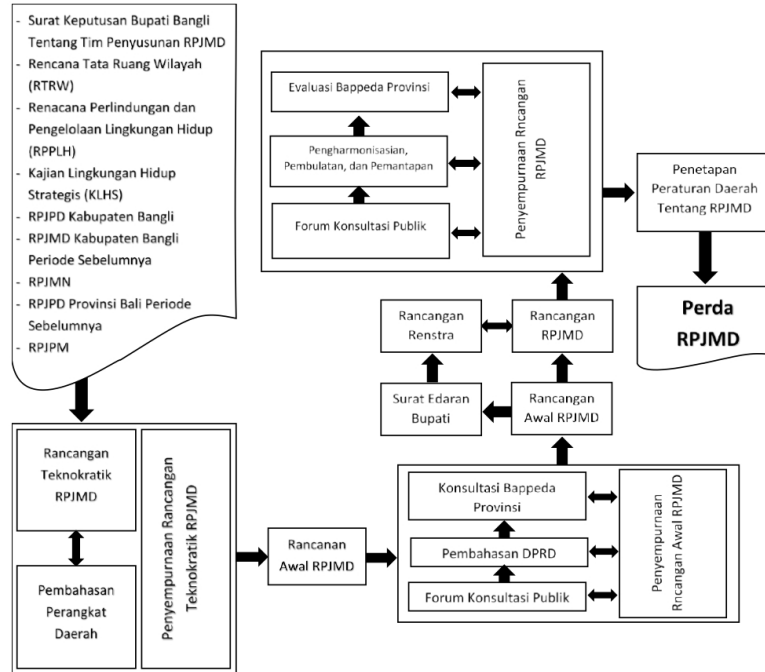 - Surat Keputusan Bupati Bangli
Tentang Tim Penyusunan RPJMD
- Rencana Tata Ruang Wilayah
(RTRW)
- Renacana Perlindungan dan
Pengelolaan Lingkungan Hidup
(RPPLH)
- Kajian Lingkungan Hidup
Strategis (KLHS)
- RPJPD Kabupaten Bangli
- RPJMD Kabupaten Bangli
Periode Sebelumnya
- RPJMN
- RPJPD Provinsi Bali Periode
Sebelumnya
- RPJPM
Rancangan
Teknokratik
RPJMD
Pembahasan
Perangkat
Daerah
Penyempurnaan Rancangan
Teknokratik RPJMD
Rancanan
Awal RPJMD
Konsultasi Bappeda
Provinsi
Pembahasan DPRD
Forum Konsultasi Publik
Penyempurnaan
Rncangan Awal RPJMD
Rancangan
Awal RPJMD
Surat Edaran
Bupati
Rancangan
Renstra
Rancangan
RPJMD
Evaluasi Bappeda Provinsi
Pengharmonisasian,
Pembulatan, dan Pemantapan
Forum Konsultasi Publik
Penyempurnaan Rncangan
RPJMD
Penetapan
Peraturan Daerah
Tentang RPJMD
Perda
RPJMD